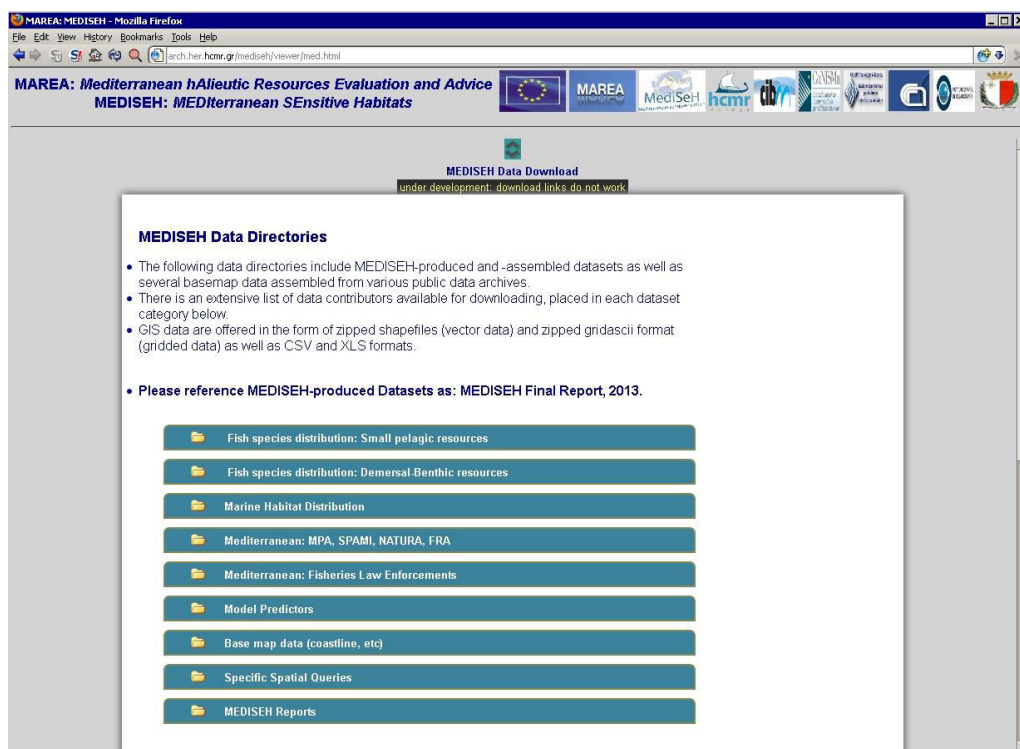 MAREA: MEDISEH - Mozilla Firefox
File Edit View History Bookmarks Tools Help
arch.her.hcmr.gr/mediseh/viewer/med.html
MAREA: Mediterranean hAlieutic Resources Evaluation and Advice
MEDISEH: MEDIterranean SEnsitive Habitats
MAREA
MediSeH
hcmr
cibm
CoNISMa
MEDISEH Data Download
under development: download links do not work
MEDISEH Data Directories
• The following data directories include MEDISEH-produced and -assembled datasets as well as
several basemap data assembled from various public data archives.
• There is an extensive list of data contributors available for downloading, placed in each dataset
category below.
• GIS data are offered in the form of zipped shapefiles (vector data) and zipped gridascii format
(gridded data) as well as CSV and XLS formats.
• Please reference MEDISEH-produced Datasets as: MEDISEH Final Report, 2013.
Fish species distribution: Small pelagic resources
Fish species distribution: Demersal-Benthic resources
Marine Habitat Distribution
Mediterranean: MPA, SPAMI, NATURA, FRA
Mediterranean: Fisheries Law Enforcements
Model Predictors
Base map data (coastline, etc)
Specific Spatial Queries
MEDISEH Reports